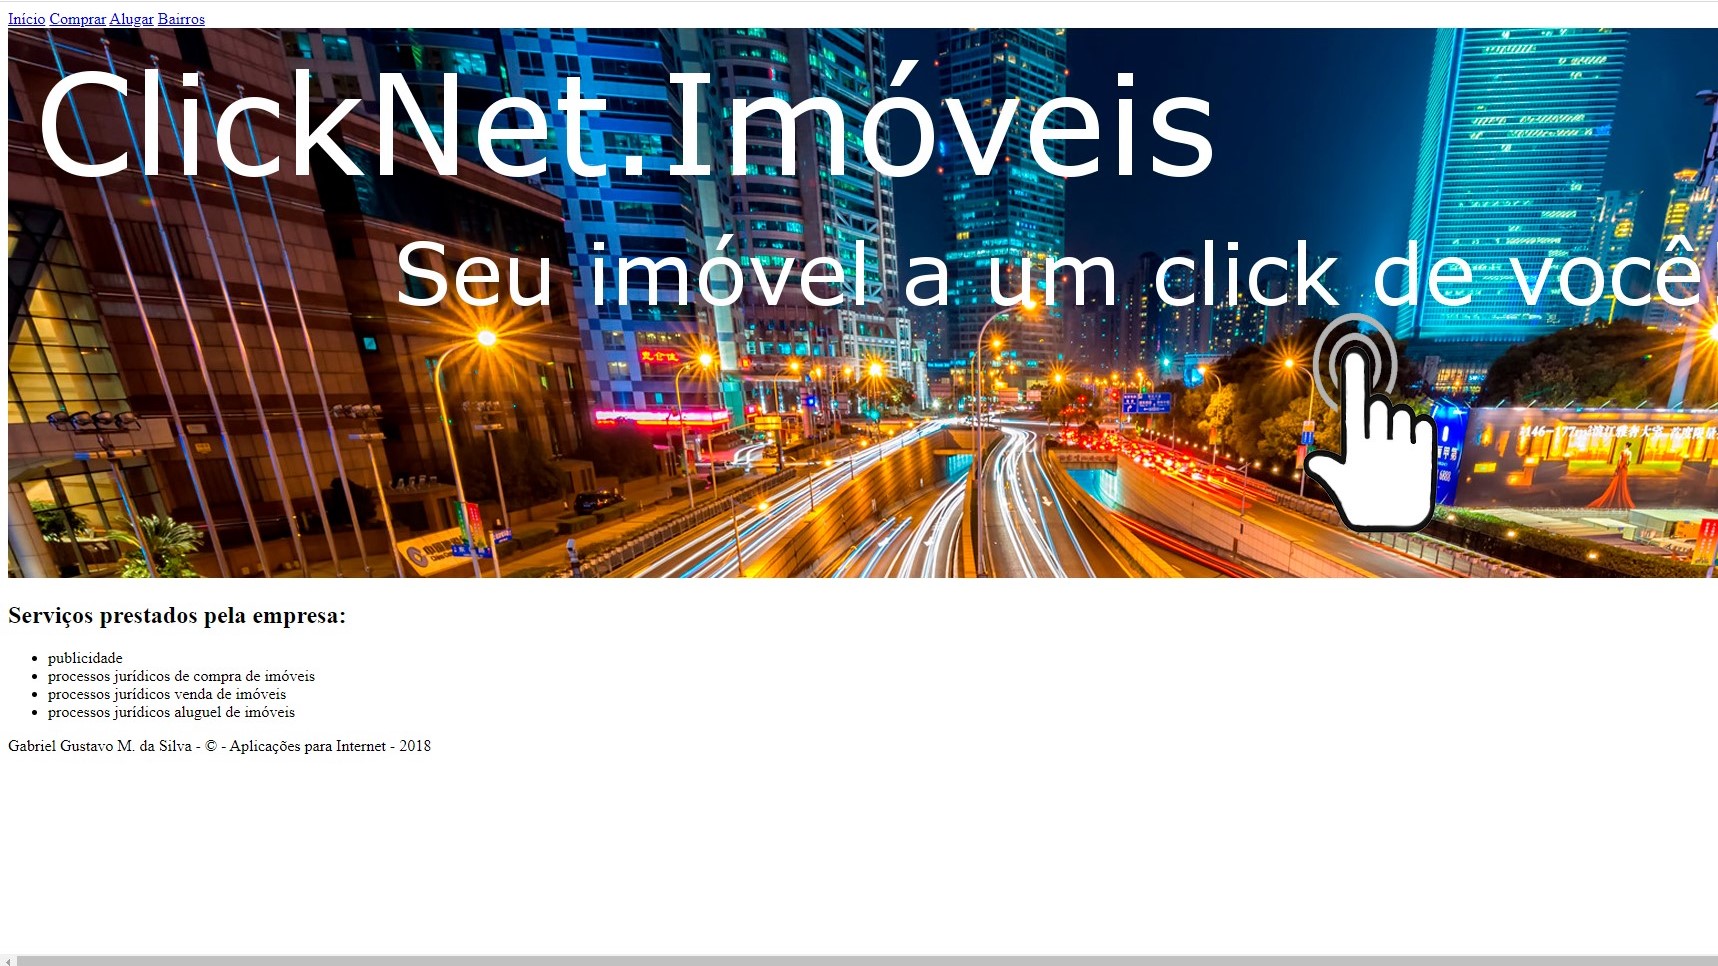 Início Comprar Alugar Bairros
ClickNet.Imóveis
Seu imóvel a um click de você!
Serviços prestados pela empresa:
publicidade
processos jurídicos de compra de imóveis
processos jurídicos venda de imóveis
processos jurídicos aluguel de imóveis
Gabriel Gustavo M. da Silva - © - Aplicações para Internet - 2018